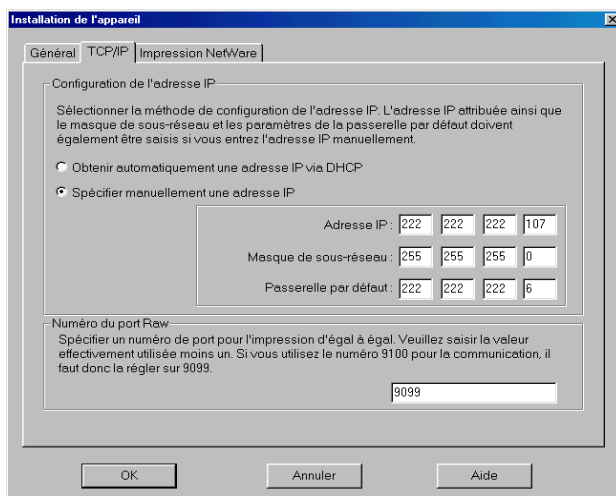 Installation de l'appareil
Général TCP/IP Impression NetWare
Configuration de l'adresse IP
Sélectionner la méthode de configuration de l'adresse IP. L'adresse IP attribuée ainsi que
le masque de sous-réseau et les paramètres de la passerelle par défaut doivent
également être saisis si vous entrez l'adresse IP manuellement.
Obtenir automatiquement une adresse IP via DHCP
Spécifier manuellement une adresse IP
Adresse IP : 222 222 222 107
Masque de sous-réseau : 255 255 255 0
Passerelle par défaut : 222 222 222 6
Numéro du port Raw
Spécifier un numéro de port pour l'impression d'égal à égal. Veuillez saisir la valeur
effectivement utilisée moins un. Si vous utilisez le numéro 9100 pour la communication, il
faut donc la régler sur 9099.
9099
OK Annuler Aide